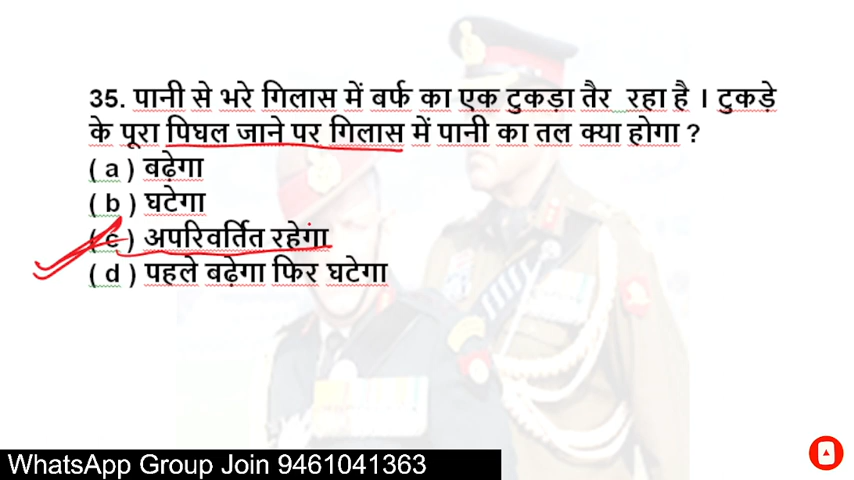 35. पानी से भरे गिलास में वर्फ का एक टुकड़ा तैर रहा है । टुकड़े
के पूरा पिघल जाने पर गिलास में पानी का तल क्या होगा ?
( a ) बढ़ेगा
( b ) घटेगा
( c ) अपरिवर्तित रहेगा
( d ) पहले बढ़ेगा फिर घटेगा
WhatsApp Group Join 9461041363